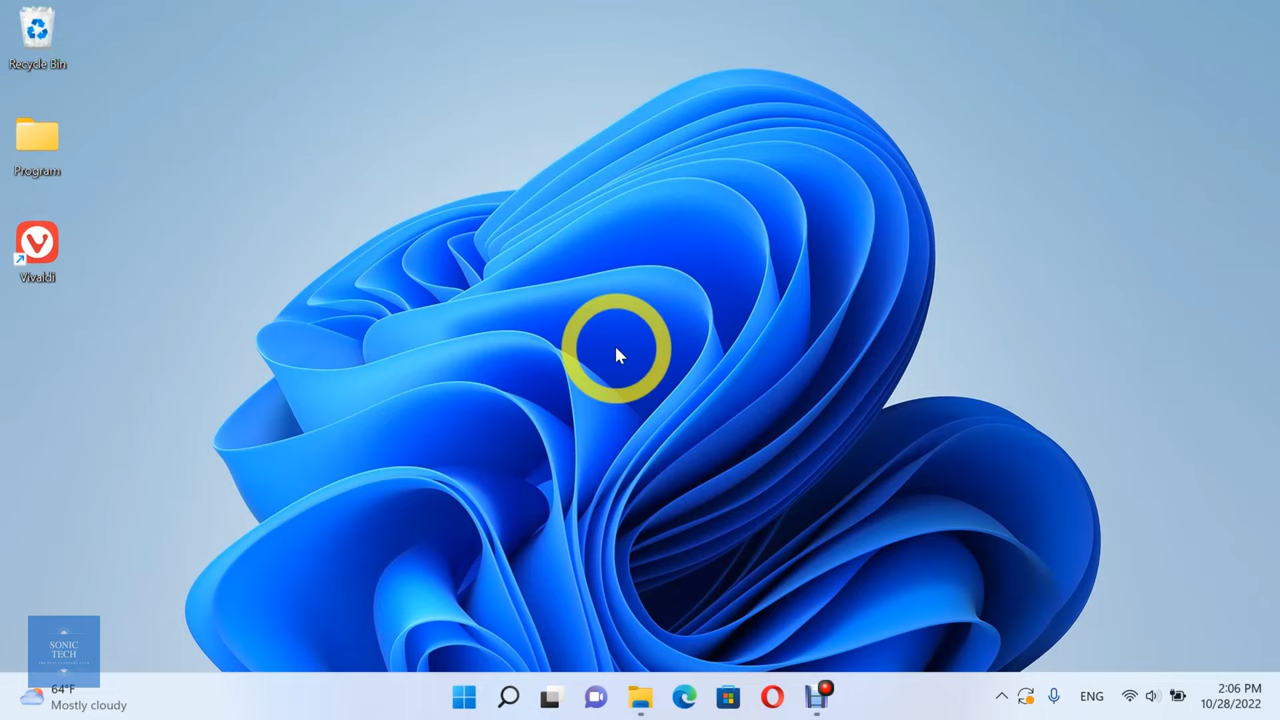 Recycle Bin
Program
Vivaldi
SONIC
TECH
64°F
Mostly cloudy
ENG
2:06 PM
10/28/2022